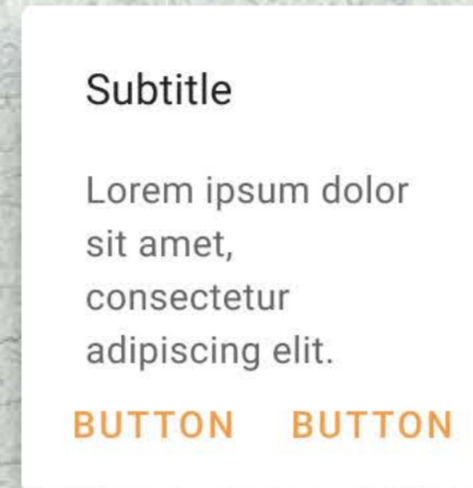 Subtitle
Lorem ipsum dolor
sit amet,
consectetur
adipiscing elit.
BUTTON BUTTON